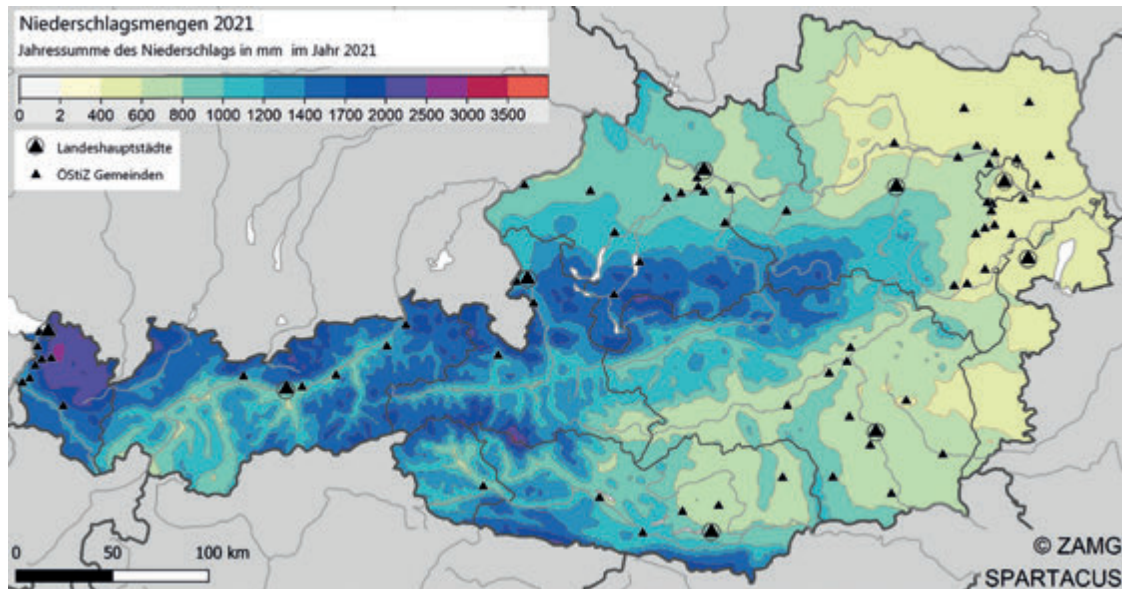 Niederschlagsmengen 2021
Jahressumme des Niederschlags in mm im Jahr 2021
0 2 400 600 800 1000 1200 1400 1700 2000 2500 3000 3500
Landeshauptstädte
ÖStiZ Gemeinden
0 50 100 km
© ZAMG
SPARTACUS